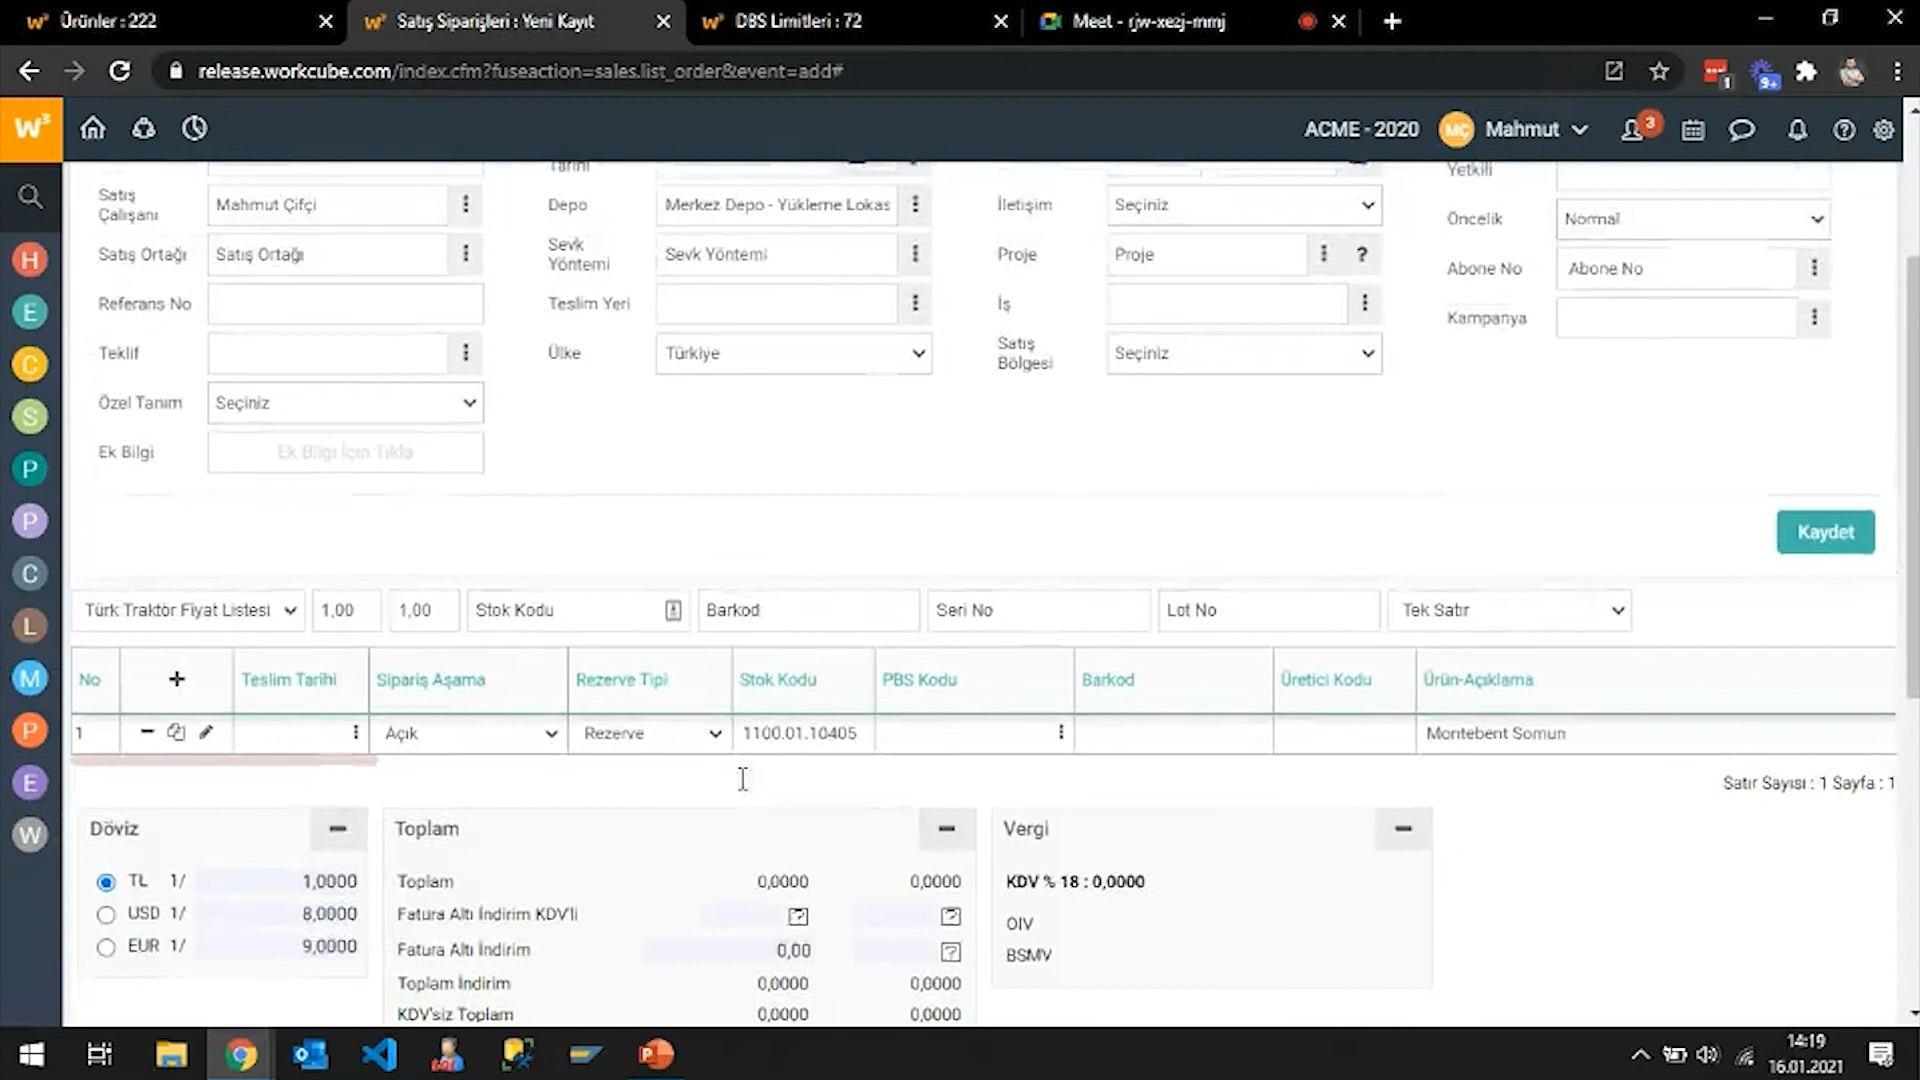 Ürünler : 222
Satış Siparişleri : Yeni Kayıt
DBS Limitleri : 72
Meet - rjw-xezj-mmj
release.workcube.com/index.cfm?fuseaction=sales.list_order&event=add#
1
9+
W³
ACME - 2020
MÇ
Mahmut
3
Tarihi
Yetkili
Satış Çalışanı
Mahmut Çifçi
Depo
Merkez Depo - Yükleme Lokas
İletişim
Seçiniz
Öncelik
Normal
Satış Ortağı
Satış Ortağı
Sevk Yöntemi
Sevk Yöntemi
Proje
Proje
?
Abone No
Abone No
Referans No
Teslim Yeri
İş
Kampanya
Teklif
Ülke
Türkiye
Satış Bölgesi
Seçiniz
Özel Tanım
Seçiniz
Ek Bilgi
Ek Bilgi İçin Tıkla
Kaydet
H
E
C
S
P
P
C
L
M
P
E
W
Türk Traktör Fiyat Listesi
1,00
1,00
Stok Kodu
Barkod
Seri No
Lot No
Tek Satır
No
+
Teslim Tarihi
Sipariş Aşama
Rezerve Tipi
Stok Kodu
PBS Kodu
Barkod
Üretici Kodu
Ürün-Açıklama
1
Açık
Rezerve
1100.01.10405
Montebent Somun
Satır Sayısı : 1 Sayfa : 1
Döviz
Toplam
Vergi
TL 1/ 1,0000
USD 1/ 8,0000
EUR 1/ 9,0000
Toplam 0,0000 0,0000
Fatura Altı İndirim KDV'li
Fatura Altı İndirim 0,00
Toplam İndirim 0,0000 0,0000
KDV'siz Toplam 0,0000 0,0000
KDV % 18 : 0,0000
OIV
BSMV
14:19
16.01.2021